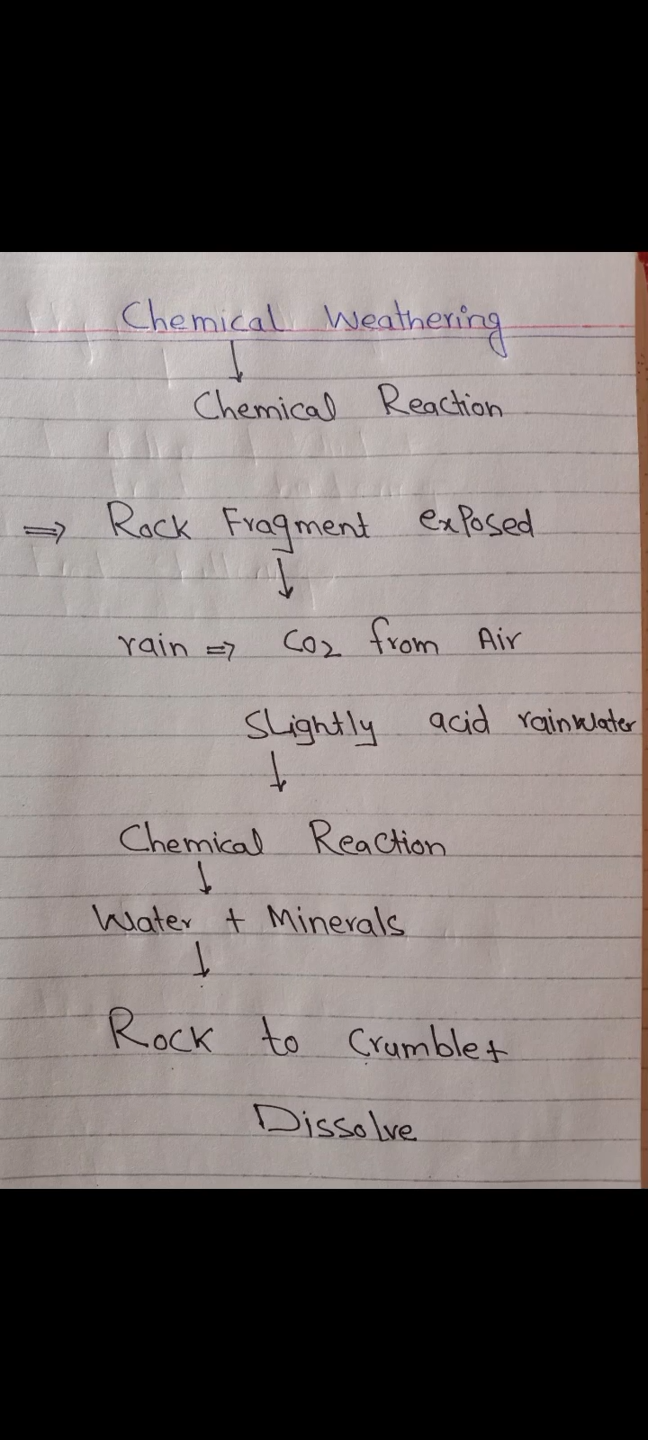 Chemical Weathering
↓
Chemical Reaction
⇒ Rock Fragment exposed
↓
rain ⇒ CO2 from Air
Slightly acid rainwater
↓
Chemical Reaction
↓
Water + Minerals
↓
Rock to Crumble +
Dissolve